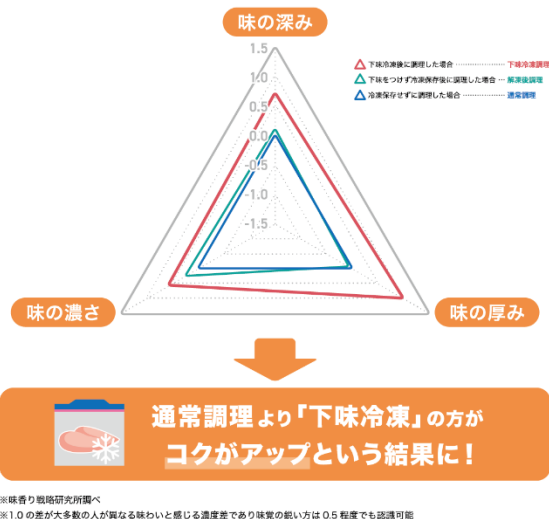 味の深み
1.5
1.0
0.5
0.0
-0.5
-1.0
-1.5
下味冷凍後に調理した場合 ………… 下味冷凍調理
下味をつけず冷凍保存後に調理した場合 … 解凍後調理
冷凍保存せずに調理した場合 ………… 通常調理
味の濃さ
味の厚み
通常調理より「下味冷凍」の方が
コクがアップという結果に!
※味香り戦略研究所調べ
※1.0 の差が大多数の人が異なる味わいと感じる濃度差であり味覚の鋭い方は 0.5 程度でも認識可能